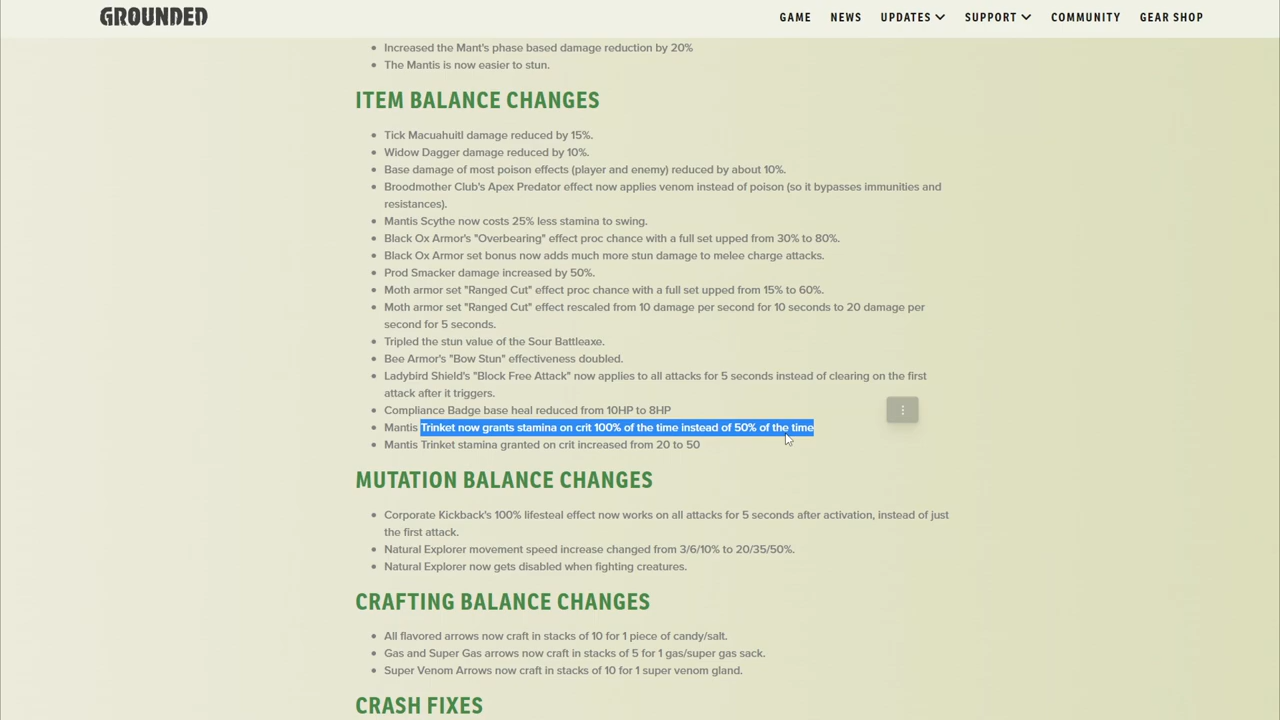 GROUNDED
GAME NEWS UPDATES SUPPORT COMMUNITY GEAR SHOP
Increased the Mant's phase based damage reduction by 20%
The Mantis is now easier to stun.
ITEM BALANCE CHANGES
Tick Macuahuitl damage reduced by 15%.
Widow Dagger damage reduced by 10%.
Base damage of most poison effects (player and enemy) reduced by about 10%.
Broodmother Club's Apex Predator effect now applies venom instead of poison (so it bypasses immunities and
resistances).
Mantis Scythe now costs 25% less stamina to swing.
Black Ox Armor's "Overbearing" effect proc chance with a full set upped from 30% to 80%.
Black Ox Armor set bonus now adds much more stun damage to melee charge attacks.
Prod Smacker damage increased by 50%.
Moth armor set "Ranged Cut" effect proc chance with a full set upped from 15% to 60%.
Moth armor set "Ranged Cut" effect rescaled from 10 damage per second for 10 seconds to 20 damage per
second for 5 seconds.
Tripled the stun value of the Sour Battleaxe.
Bee Armor's "Bow Stun" effectiveness doubled.
Ladybird Shield's "Block Free Attack" now applies to all attacks for 5 seconds instead of clearing on the first
attack after it triggers.
Compliance Badge base heal reduced from 10HP to 8HP
Mantis Trinket now grants stamina on crit 100% of the time instead of 50% of the time
Mantis Trinket stamina granted on crit increased from 20 to 50
MUTATION BALANCE CHANGES
Corporate Kickback's 100% lifesteal effect now works on all attacks for 5 seconds after activation, instead of just
the first attack.
Natural Explorer movement speed increase changed from 3/6/10% to 20/35/50%.
Natural Explorer now gets disabled when fighting creatures.
CRAFTING BALANCE CHANGES
All flavored arrows now craft in stacks of 10 for 1 piece of candy/salt.
Gas and Super Gas arrows now craft in stacks of 5 for 1 gas/super gas sack.
Super Venom Arrows now craft in stacks of 10 for 1 super venom gland.
CRASH FIXES